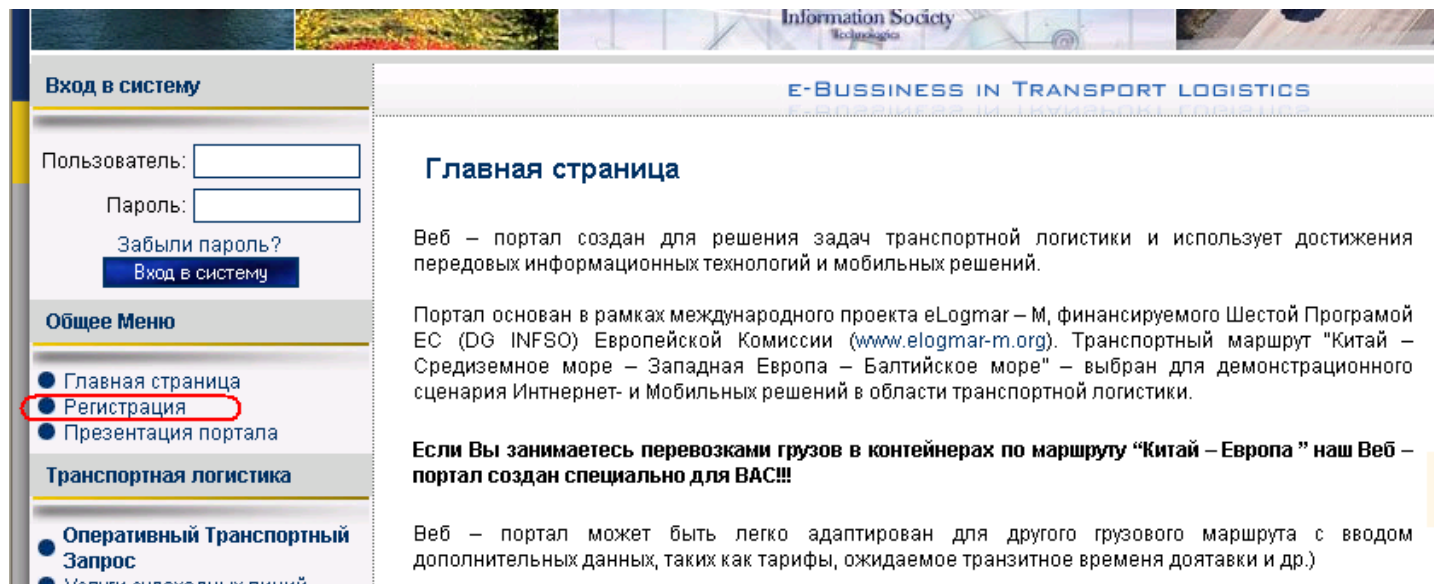 Information Society
Technologies
Вход в систему
E-BUSSINESS IN TRANSPORT LOGISTICS
Пользователь:
Пароль:
Забыли пароль?
Вход в систему
Общее Меню
Главная страница
Регистрация
Презентация портала
Транспортная логистика
Оперативный Транспортный
Запрос
Главная страница
Веб – портал создан для решения задач транспортной логистики и использует достижения
передовых информационных технологий и мобильных решений.
Портал основан в рамках международного проекта eLogmar – M, финансируемого Шестой Програмой
ЕС (DG INFSO) Европейской Комиссии (www.elogmar-m.org). Транспортный маршрут "Китай –
Средиземное море – Западная Европа – Балтийское море" – выбран для демонстрационного
сценария Интнернет- и Мобильных решений в области транспортной логистики.
Если Вы занимаетесь перевозками грузов в контейнерах по маршруту “Китай – Европа ” наш Веб –
портал создан специально для ВАС!!!
Веб – портал может быть легко адаптирован для другого грузового маршрута с вводом
дополнительных данных, таких как тарифы, ожидаемое транзитное временя доятавки и др.)